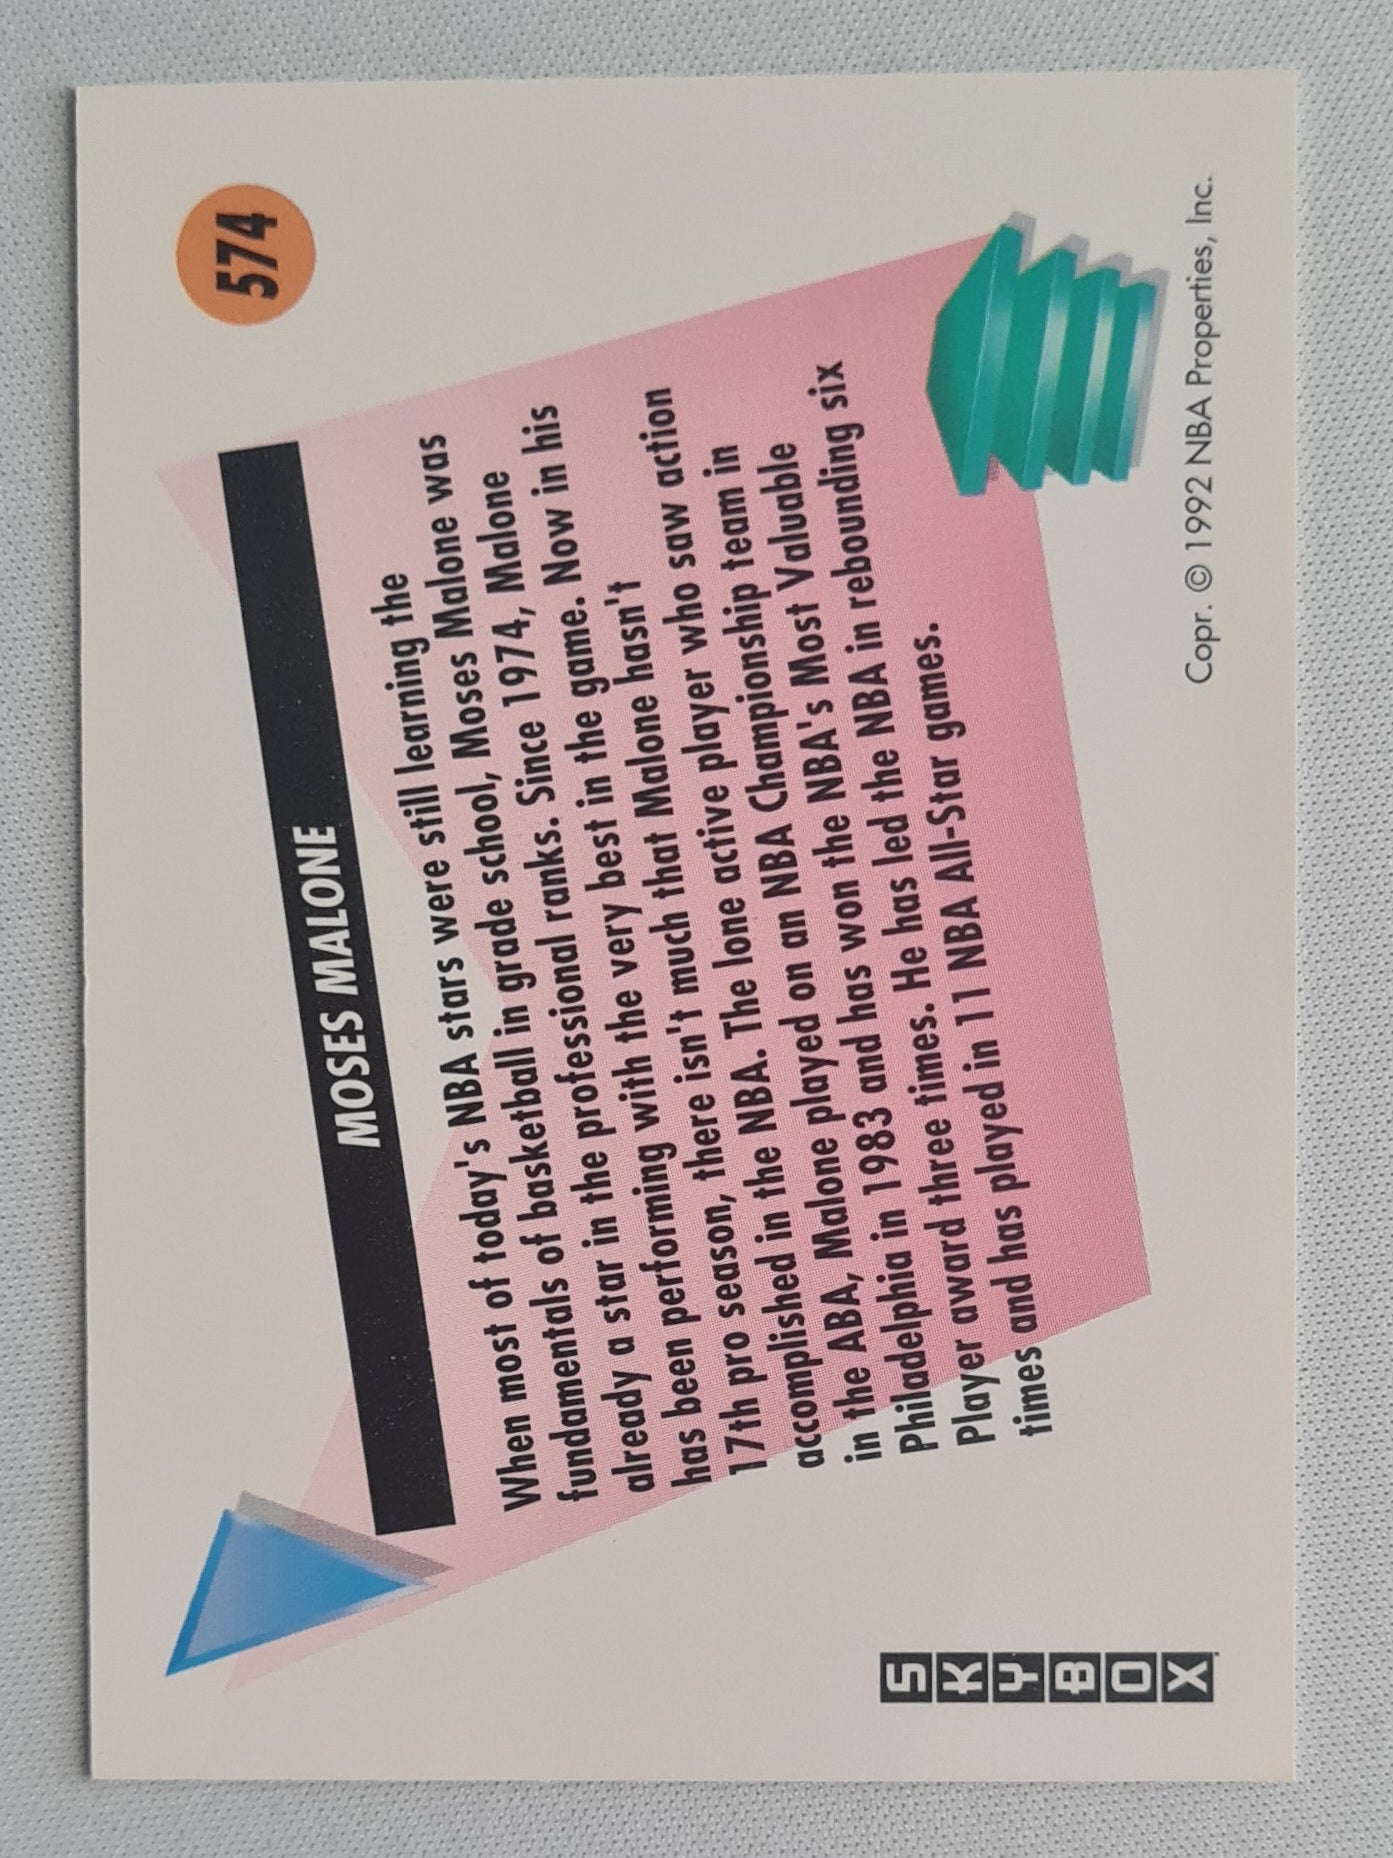 574
MOSES MALONE
When most of today's NBA stars were still learning the
fundamentals of basketball in grade school, Moses Malone was
already a star in the professional ranks. Since 1974, Malone
has been performing with the very best in the game. Now in his
17th pro season, there isn't much that Malone hasn't
accomplished in the NBA. The lone active player who saw action
in the ABA, Malone played on an NBA Championship team in
Philadelphia in 1983 and has won the NBA's Most Valuable
Player award three times. He has led the NBA in rebounding six
times and has played in 11 NBA All-Star games.
SKYBOX
Copr. © 1992 NBA Properties, Inc.